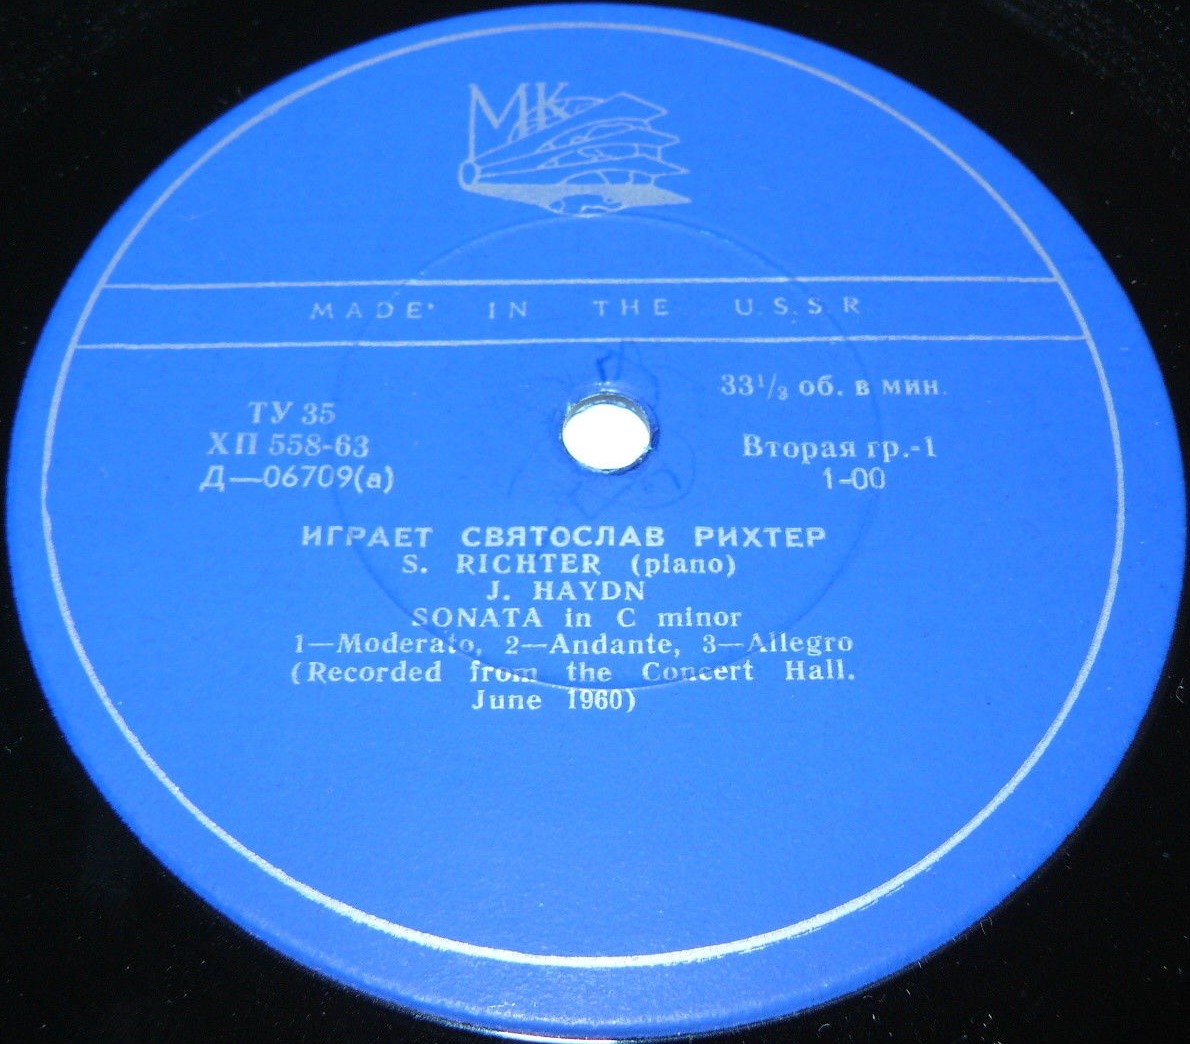 МК
MADE IN THE U.S.S.R
ТУ 35
ХП 558-63
Д—06709(а)
33¹/₃ об. в мин.
Вторая гр.-1
1-00
ИГРАЕТ СВЯТОСЛАВ РИХТЕР
S. RICHTER (piano)
J. HAYDN
SONATA in C minor
1—Moderato, 2—Andante, 3—Allegro
(Recorded from the Concert Hall.
June 1960)